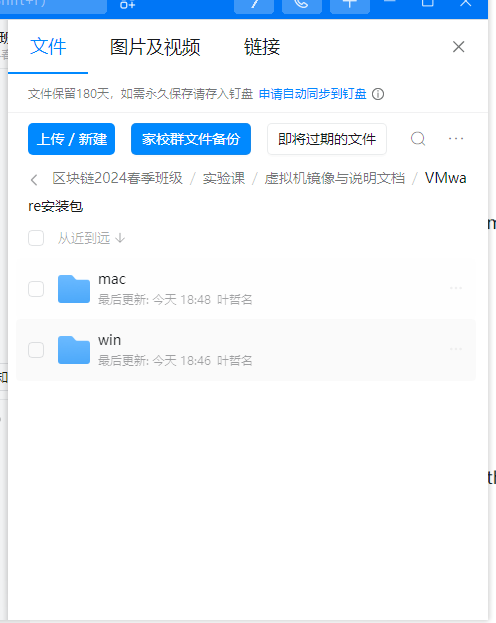 文件 图片及视频 链接
文件保留180天，如需永久保存请存入钉盘 申请自动同步到钉盘
上传 / 新建 家校群文件备份 即将过期的文件
区块链2024春季班级 / 实验课 / 虚拟机镜像与说明文档 / VMwa
re安装包
从近到远
mac
最后更新: 今天 18:48 叶哲名
win
最后更新: 今天 18:46 叶哲名